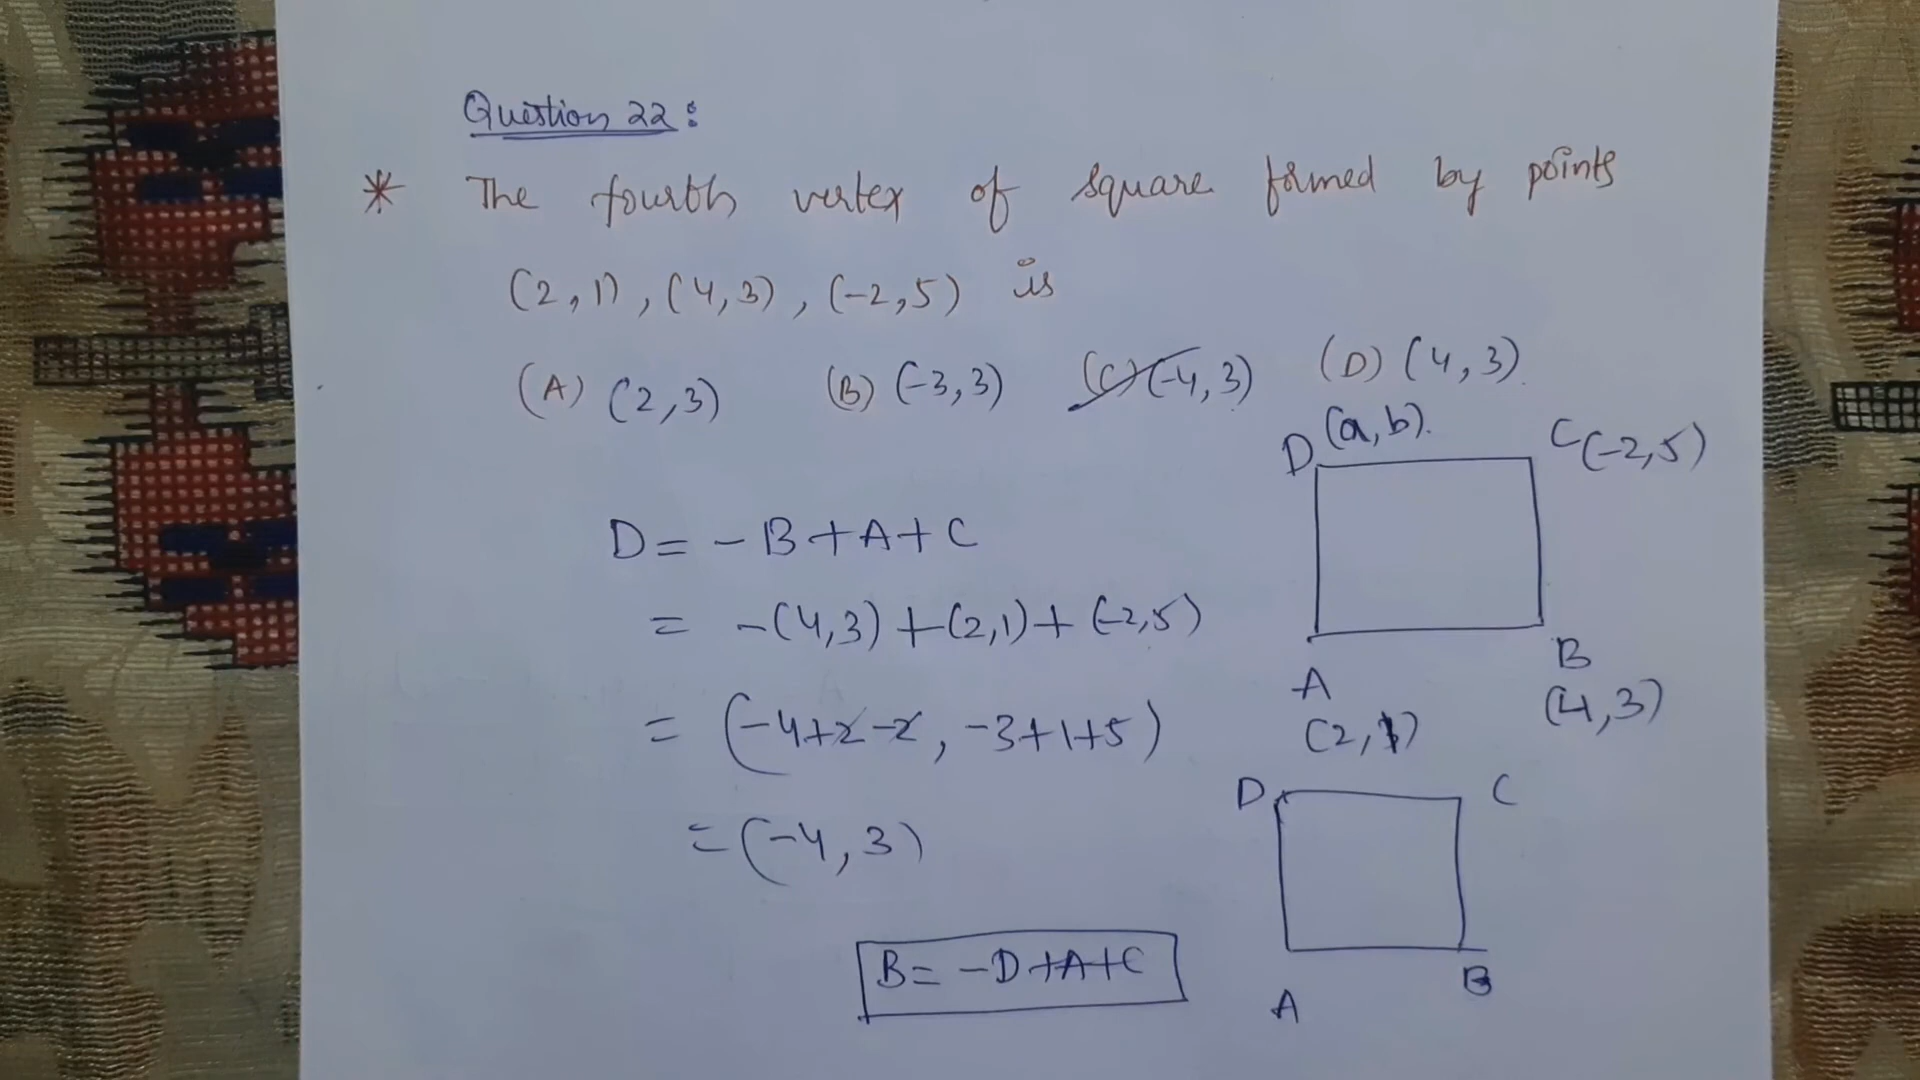 Question 22:
* The fourth vertex of square formed by points
(2,1), (4,3), (-2,5) is
(A) (2,3) (B) (-3,3) (C) (-4,3) (D) (4,3).
D (a,b). C (-2,5)
D = -B+A+C
= -(4,3)+(2,1)+(-2,5)
A B
(2,1) (4,3)
= (-4+2-2, -3+1+5)
D C
= (-4,3)
B = -D+A+C
A B